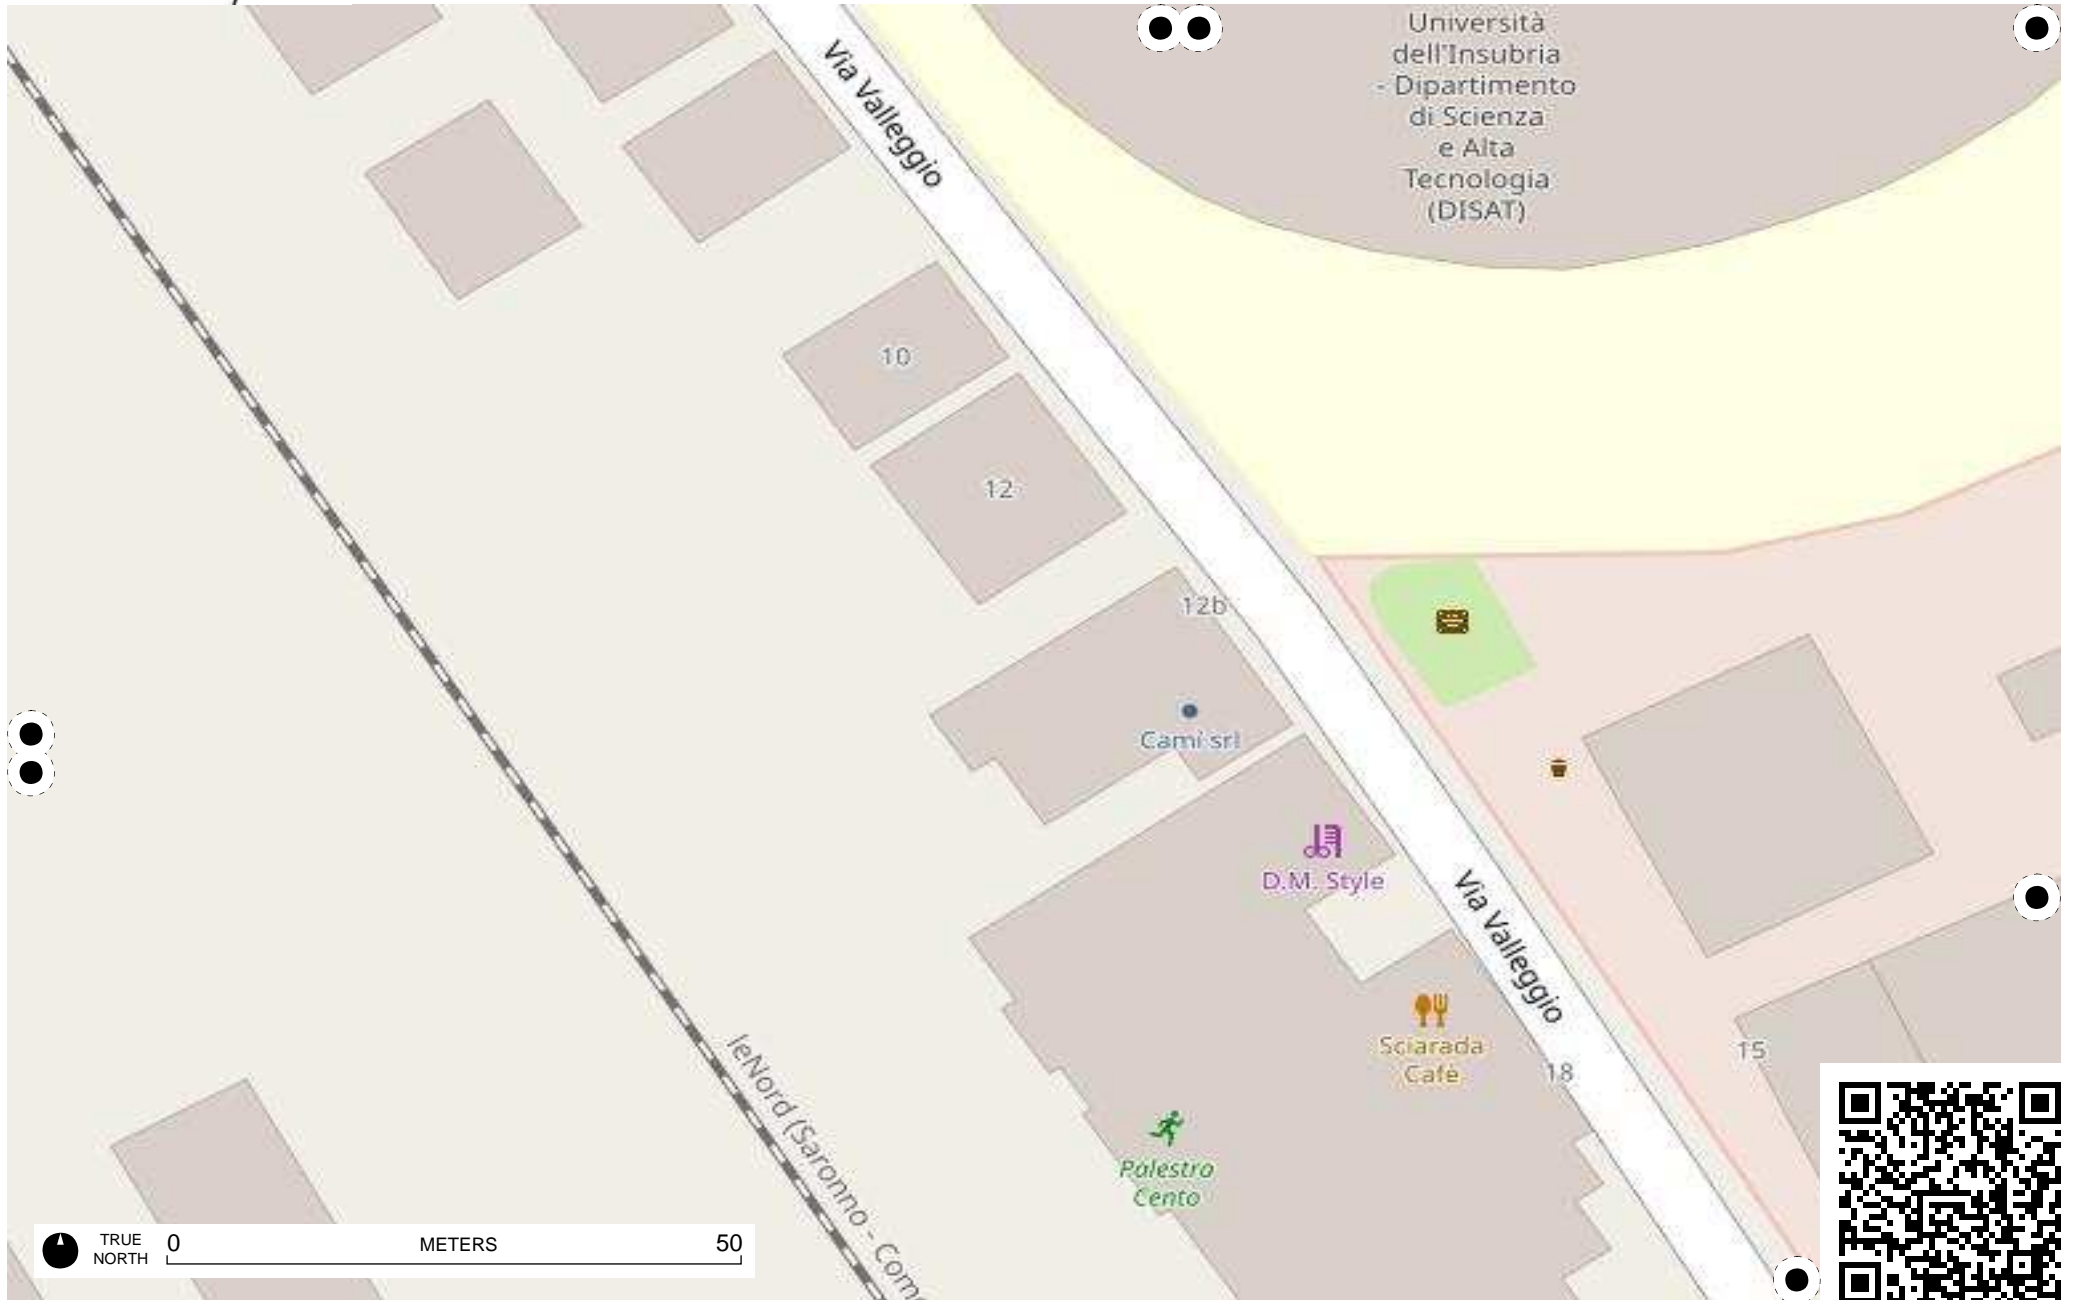 Università
dell'Insubria
- Dipartimento
di Scienza
e Alta
Tecnologia
(DISAT)
Via Valleggio
10
12
12b
Cami srl
D.M. Style
Via Valleggio
Sciarada
Cafè
18
15
Palestra
Cento
leNord (Saronno - Como
TRUE
NORTH
0
METERS
50